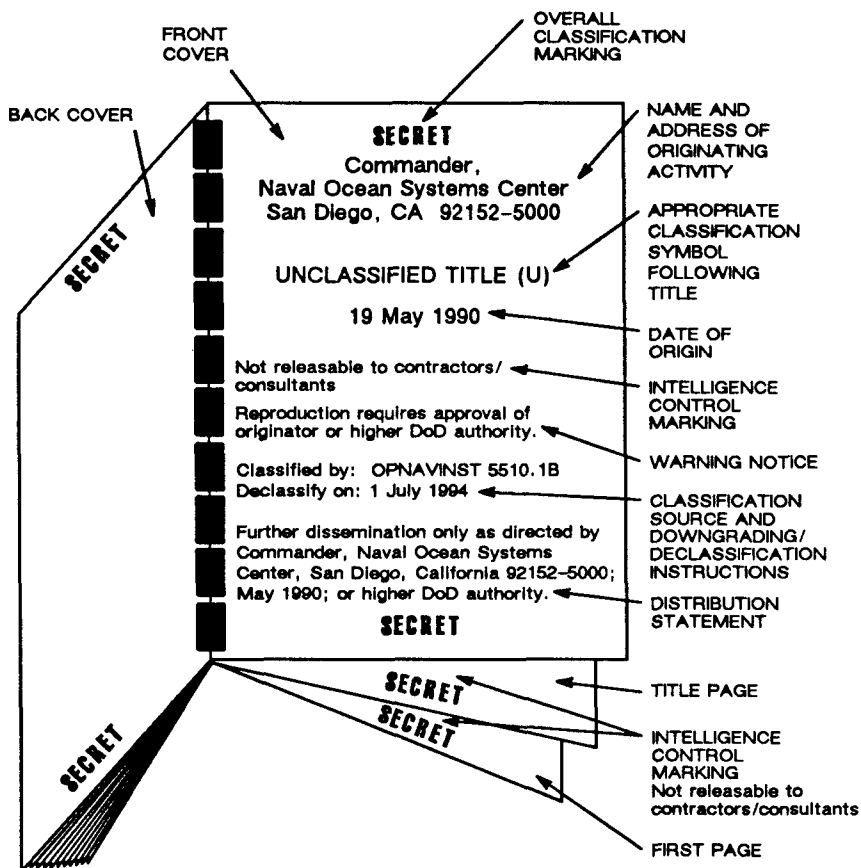 OVERALL
CLASSIFICATION
MARKING
FRONT
COVER
BACK COVER
SECRET
Commander,
Naval Ocean Systems Center
San Diego, CA 92152-5000
NAME AND
ADDRESS OF
ORIGINATING
ACTIVITY
SECRET
UNCLASSIFIED TITLE (U)
APPROPRIATE
CLASSIFICATION
SYMBOL
FOLLOWING
TITLE
19 May 1990
DATE OF
ORIGIN
Not releasable to contractors/
consultants
INTELLIGENCE
CONTROL
MARKING
Reproduction requires approval of
originator or higher DoD authority.
WARNING NOTICE
Classified by: OPNAVINST 5510.1B
Declassify on: 1 July 1994
CLASSIFICATION
SOURCE AND
DOWNGRADING/
DECLASSIFICATION
INSTRUCTIONS
Further dissemination only as directed by
Commander, Naval Ocean Systems
Center, San Diego, California 92152-5000;
May 1990; or higher DoD authority.
DISTRIBUTION
STATEMENT
SECRET
SECRET
TITLE PAGE
SECRET
SECRET
INTELLIGENCE
CONTROL
MARKING
Not releasable to
contractors/consultants
FIRST PAGE